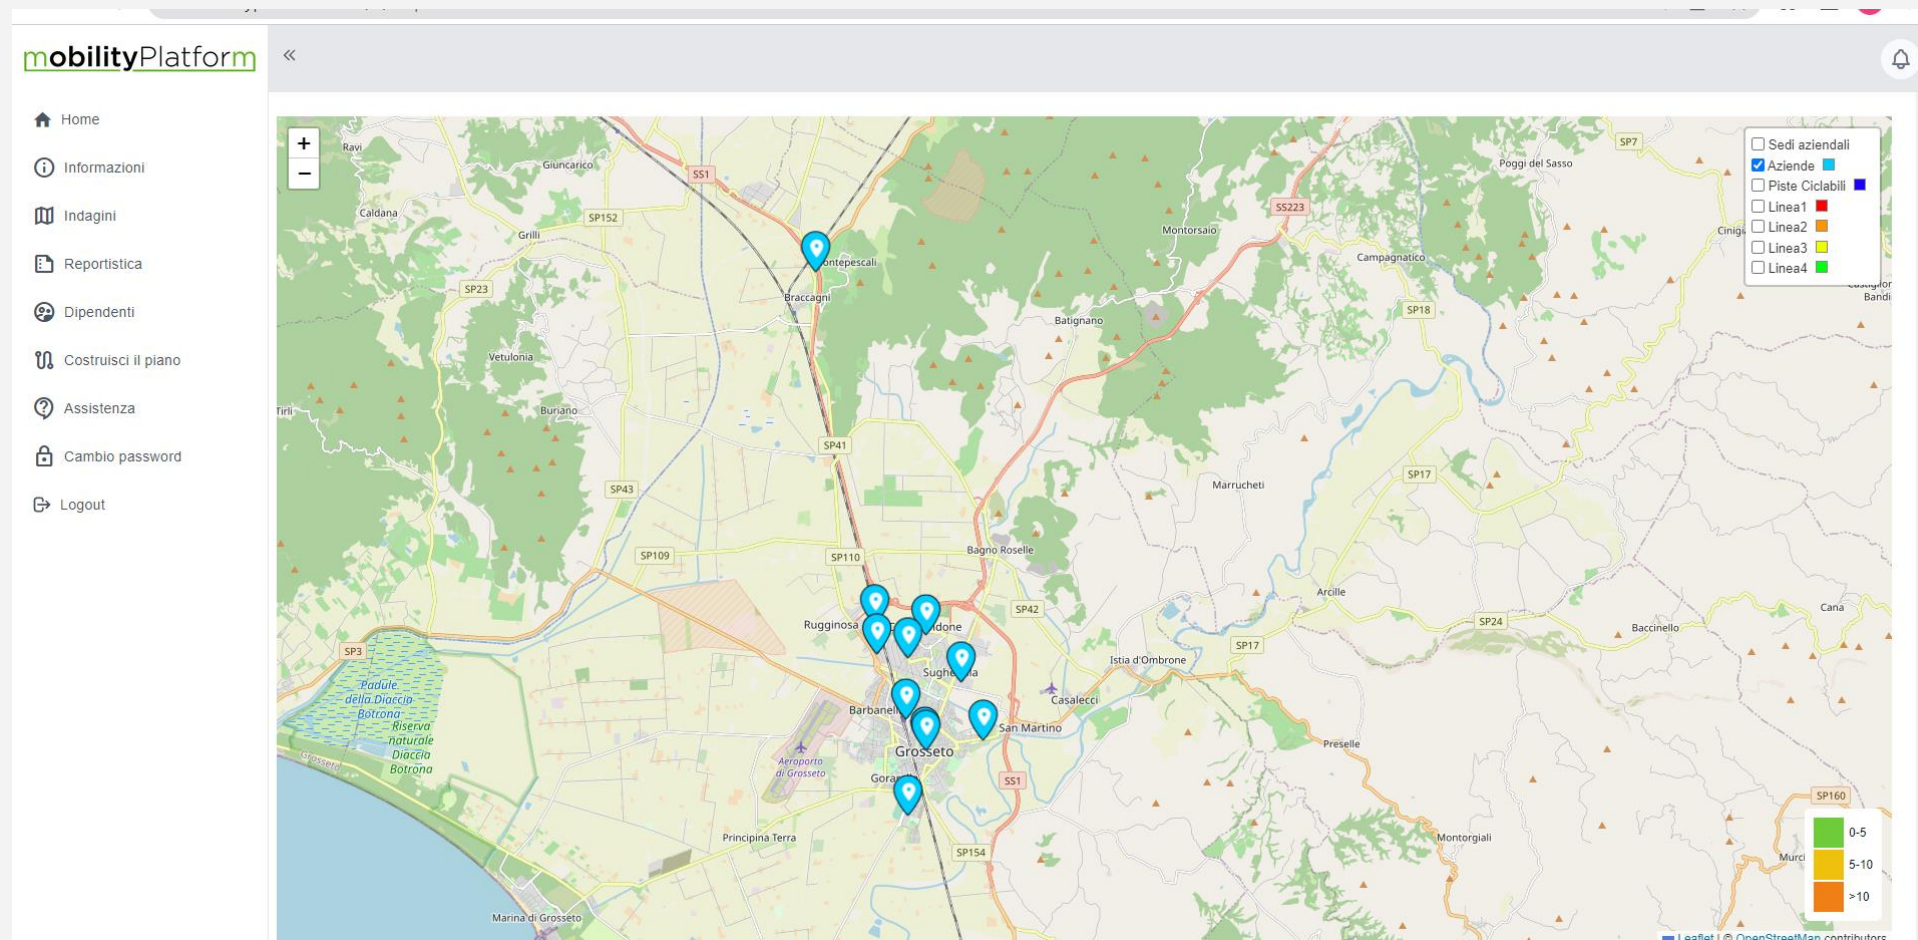 mobilityPlatform
«
Home
Informazioni
Indagini
Reportistica
Dipendenti
Costruisci il piano
Assistenza
Cambio password
Logout
+
−
Sedi aziendali
Aziende
Piste Ciclabili
Linea1
Linea2
Linea3
Linea4
Ravi
Giuncarico
SS1
SP7
Poggi del Sasso
Caldana
SP152
Grilli
SS223
Montorsaio
Campagnatico
SP23
Braccagni
SP18
Batignano
Vetulonia
Buriano
SP41
SP43
SP17
Marrucheti
SP109
SP110
Bagno Roselle
Arcille
SP42
Cana
Rugginosa
SP24
Baccinello
SP3
SP17
Istia d'Ombrone
Padule
della Diaccia
Botrona
Riserva
naturale
Diaccia
Botrona
Casalecci
San Martino
Grosseto
Grosseto
Aeroporto
di Grosseto
Preselle
SS1
SP160
Principina Terra
Montorgiali
SP154
Marina di Grosseto
0-5
5-10
>10
Leaflet | © OpenStreetMap contributors